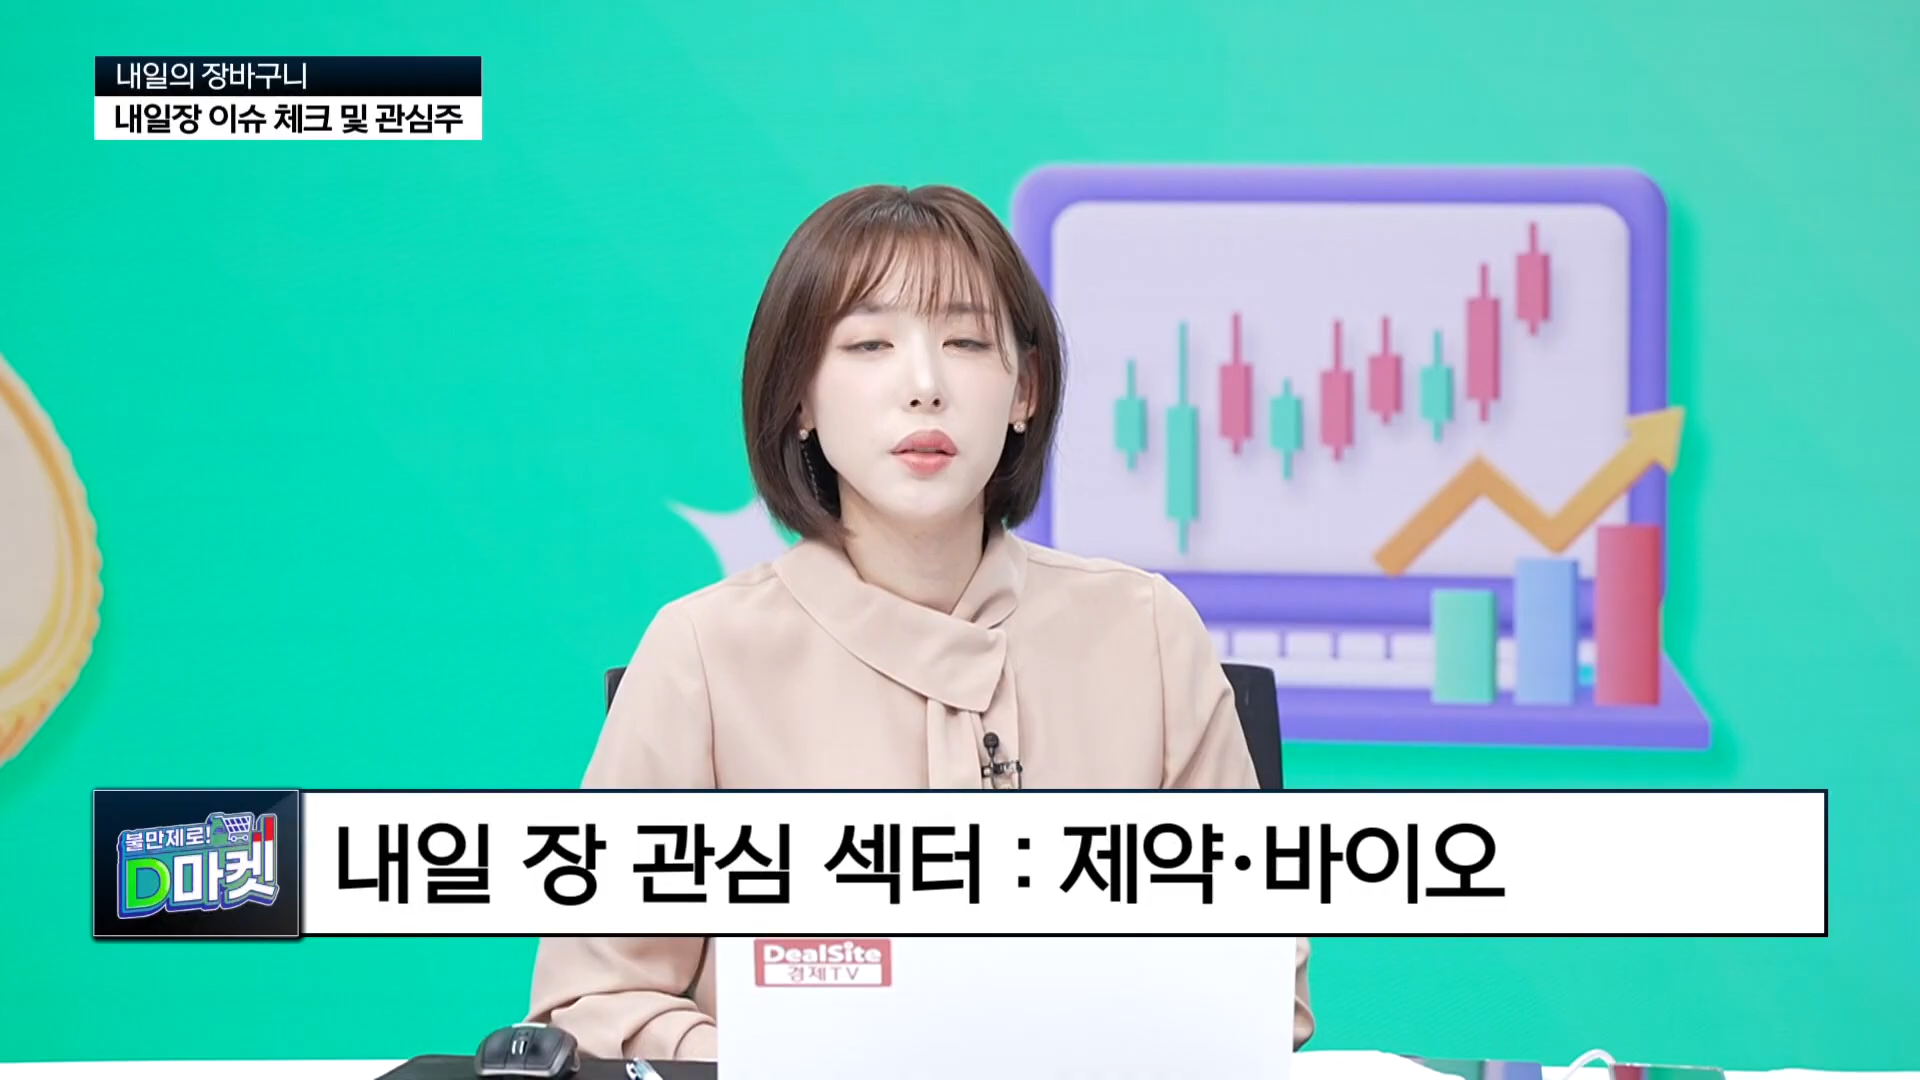 내일의 장바구니
내일장 이슈 체크 및 관심주
불만제로!
D마켓
내일 장 관심 섹터 : 제약·바이오
DealSite
경제TV